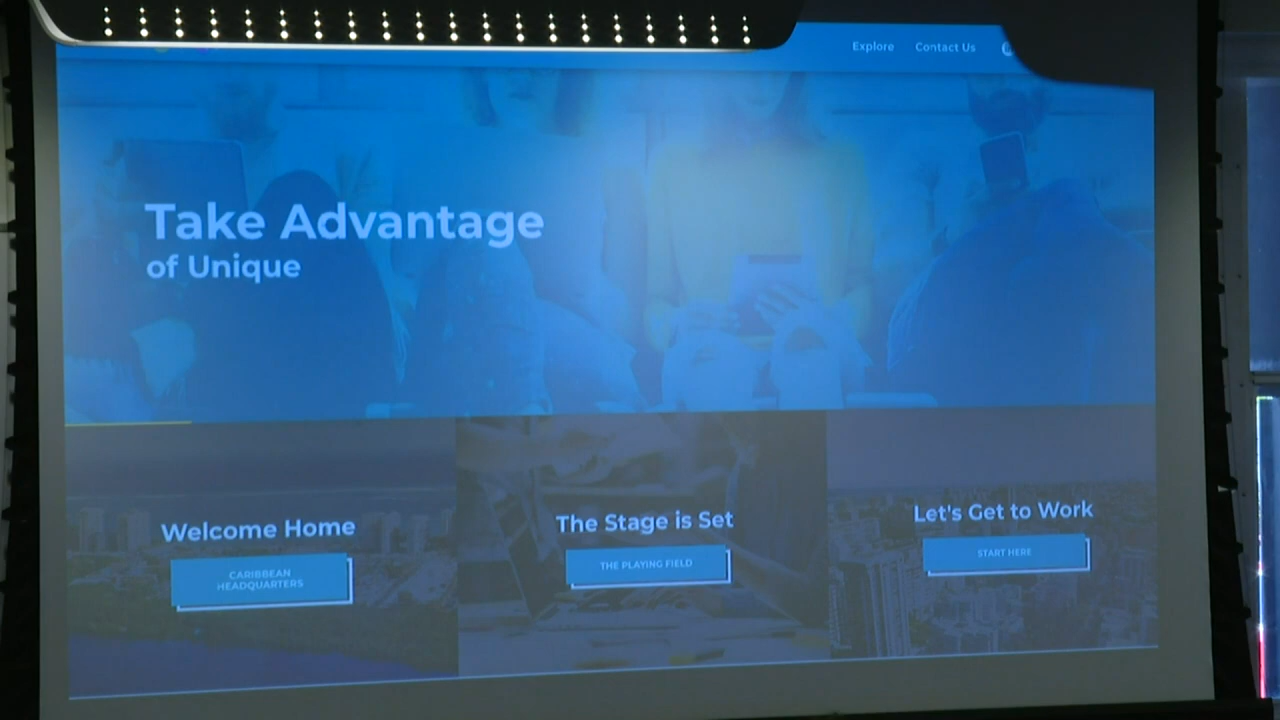 Explore Contact Us
Take Advantage
of Unique
Welcome Home
CARIBBEAN
HEADQUARTERS
The Stage is Set
THE PLAYING FIELD
Let's Get to Work
START HERE